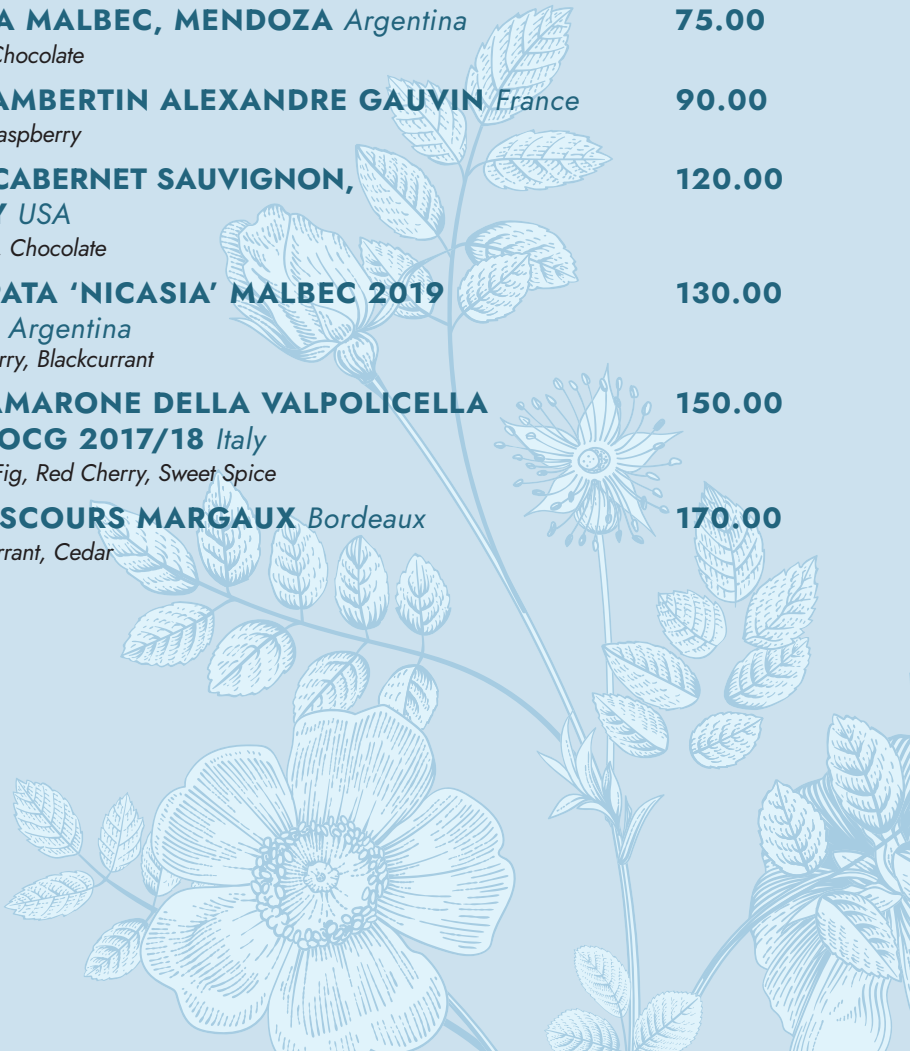 A MALBEC, MENDOZA Argentina 75.00
Chocolate
AMBERTIN ALEXANDRE GAUVIN France 90.00
aspberry
CABERNET SAUVIGNON, 120.00
Y USA
, Chocolate
ATA ‘NICASIA’ MALBEC 2019 130.00
Argentina
rry, Blackcurrant
AMARONE DELLA VALPOLICELLA 150.00
OCG 2017/18 Italy
Fig, Red Cherry, Sweet Spice
SCOURS MARGAUX Bordeaux 170.00
rrant, Cedar